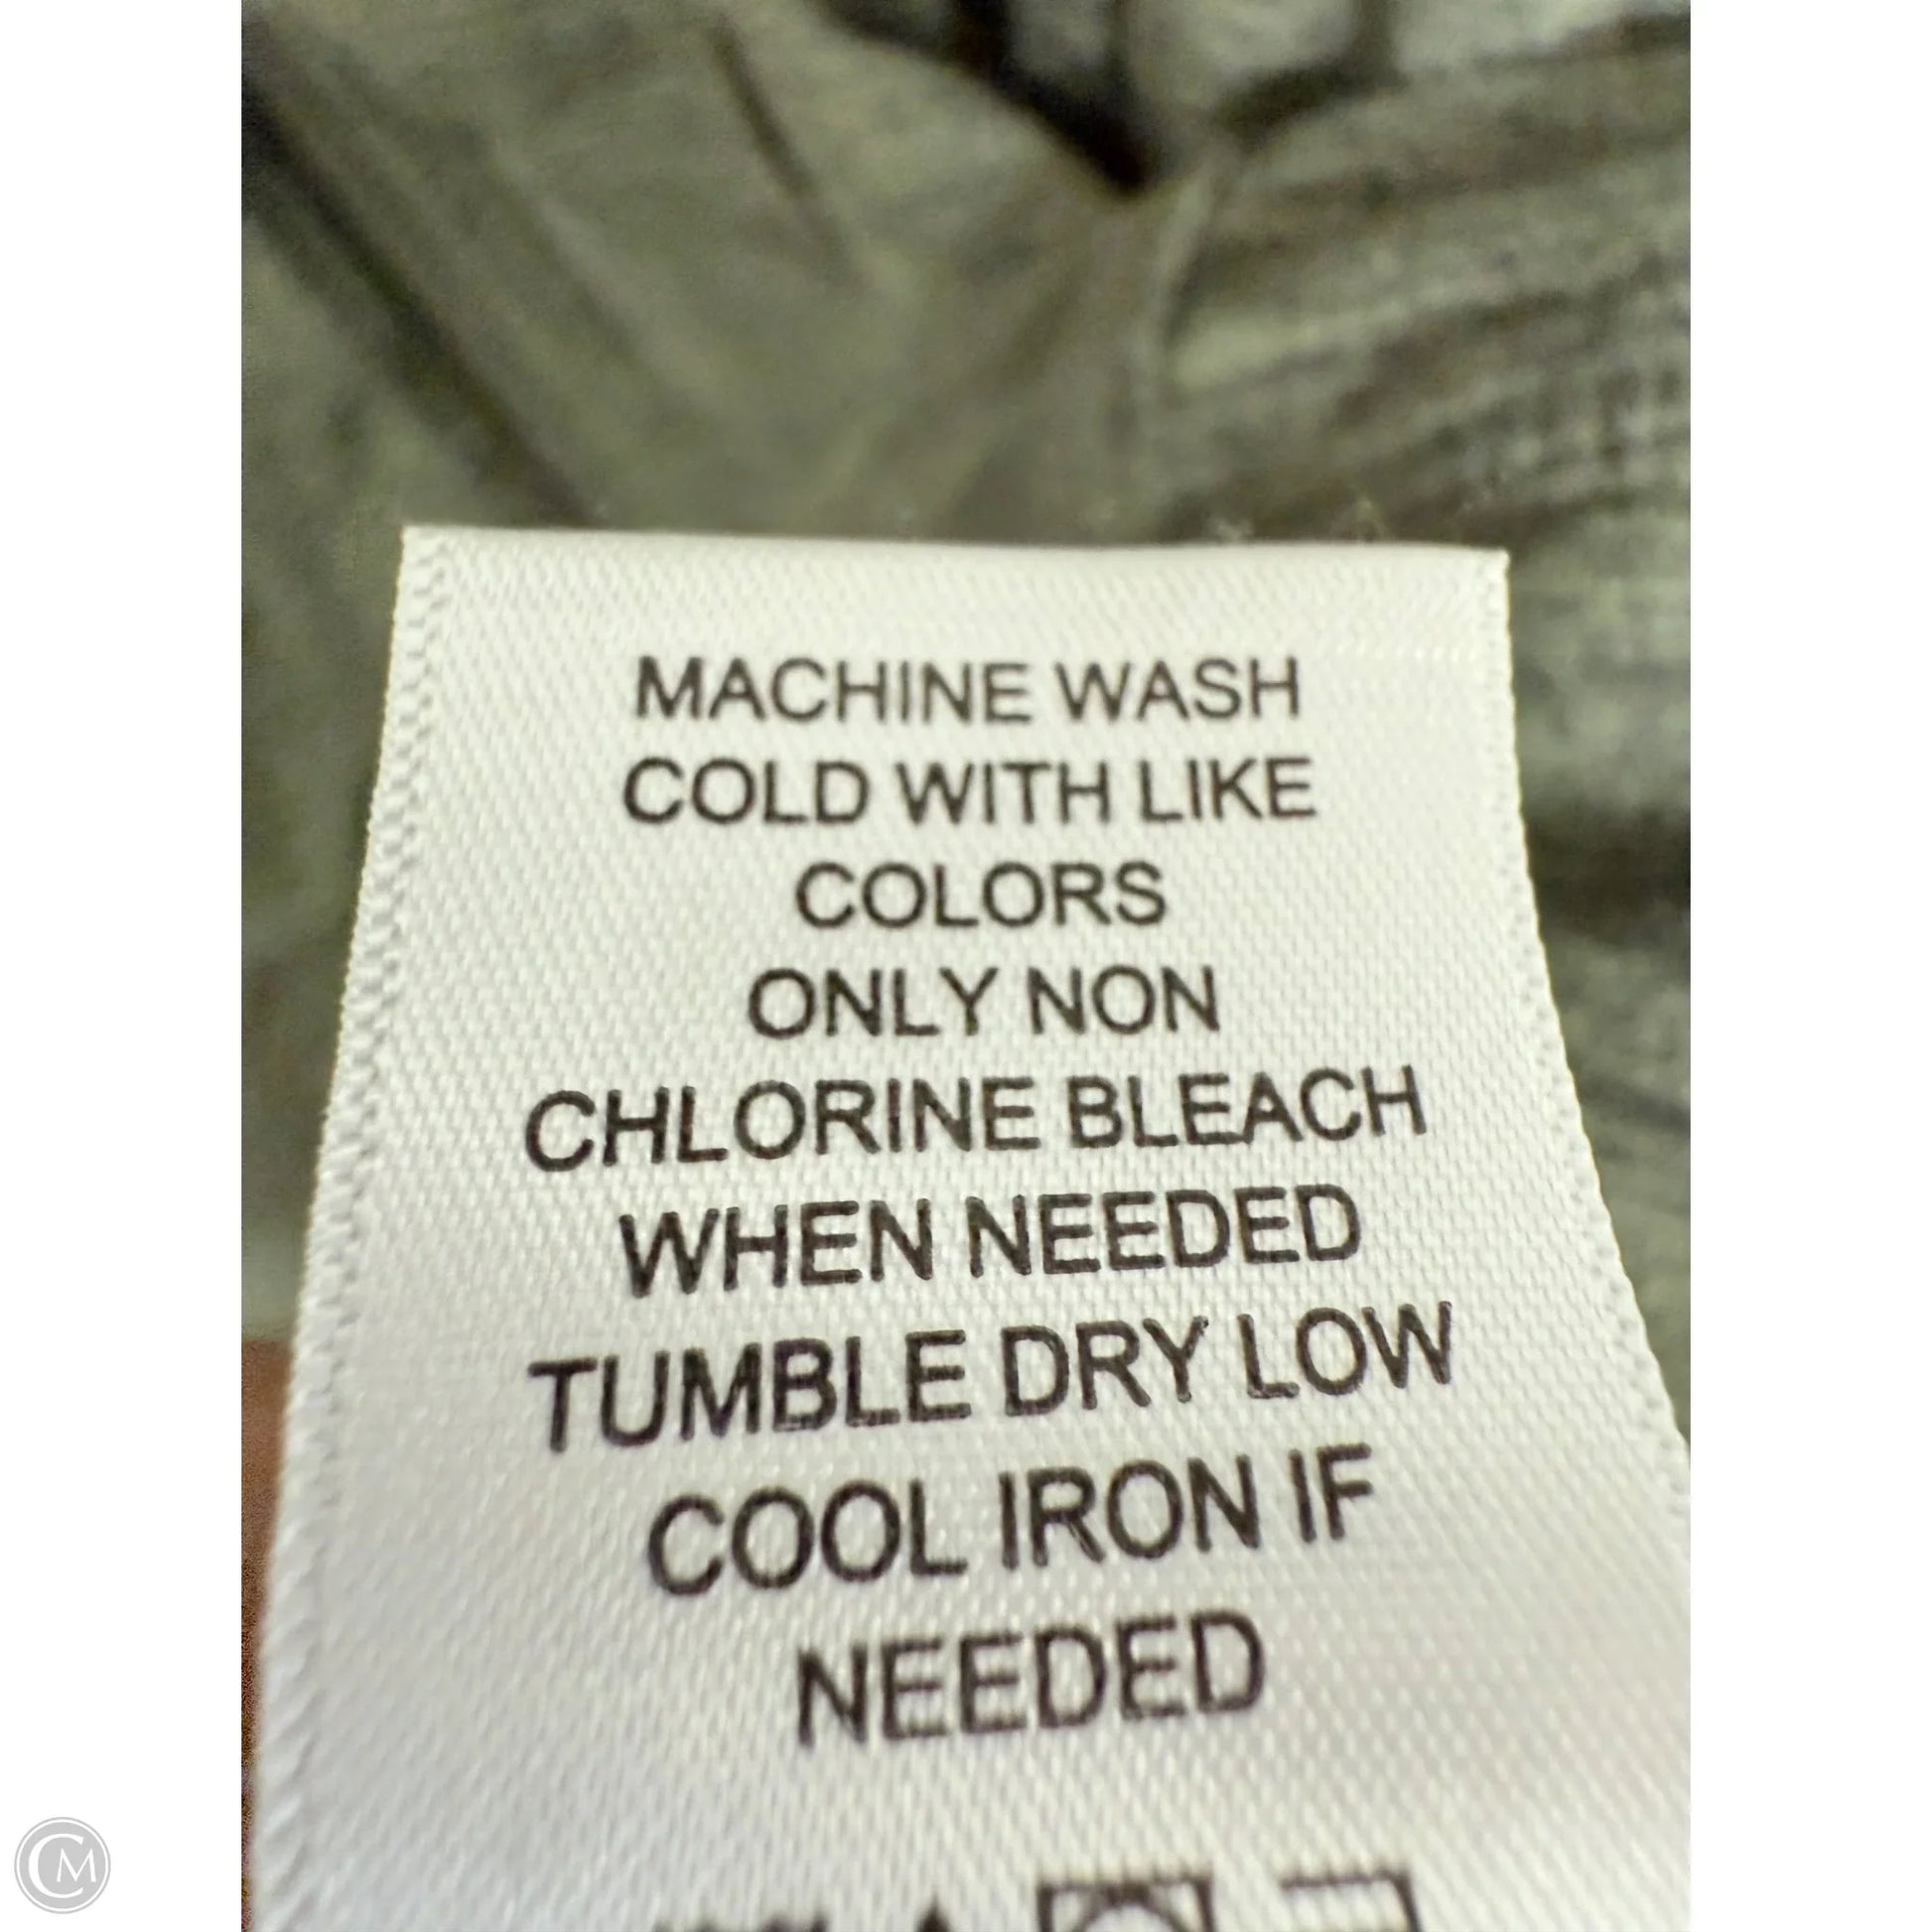 MACHINE WASH
COLD WITH LIKE
COLORS
ONLY NON
CHLORINE BLEACH
WHEN NEEDED
TUMBLE DRY LOW
COOL IRON IF
NEEDED
CM